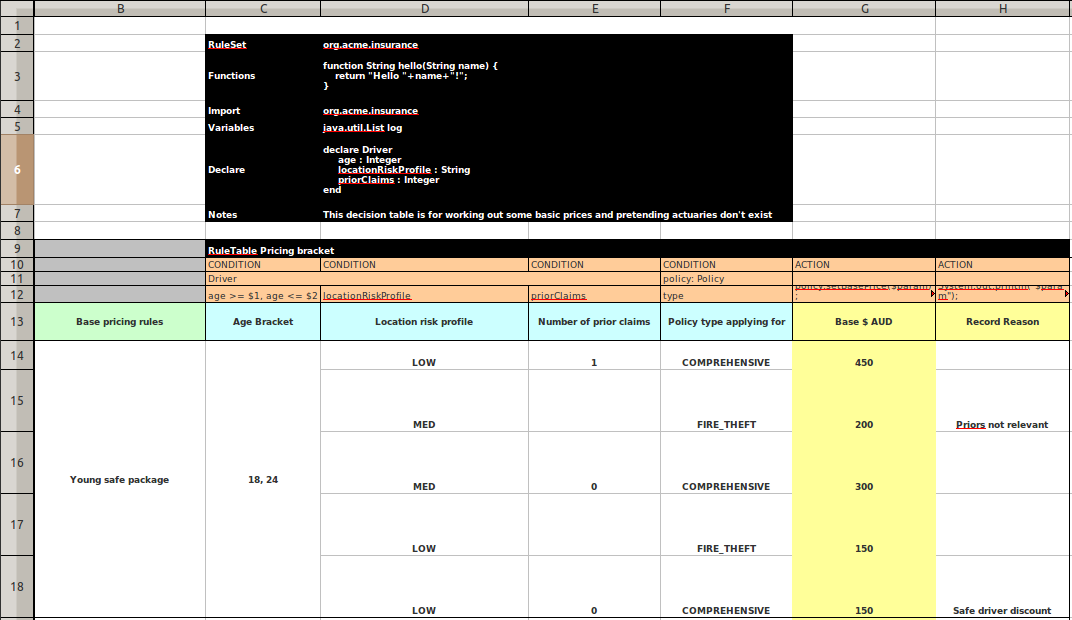 B C D E F G H
1
2 RuleSet org.acme.insurance
3 Functions function String hello(String name) {
return "Hello "+name+"!";
}
4 Import org.acme.insurance
5 Variables java.util.List log
6 Declare declare Driver
age : Integer
locationRiskProfile : String
priorClaims : Integer
end
7 Notes This decision table is for working out some basic prices and pretending actuaries don't exist
8
9 RuleTable Pricing bracket
10 CONDITION CONDITION CONDITION CONDITION ACTION ACTION
11 Driver policy: Policy
12 age >= $1, age <= $2 locationRiskProfile priorClaims type policy.setBasePrice($param) System.out.println("$para
; m");
13 Base pricing rules Age Bracket Location risk profile Number of prior claims Policy type applying for Base $ AUD Record Reason
14 LOW 1 COMPREHENSIVE 450
15 MED FIRE_THEFT 200 Priors not relevant
16 MED 0 COMPREHENSIVE 300
Young safe package 18, 24
17 LOW FIRE_THEFT 150
18 LOW 0 COMPREHENSIVE 150 Safe driver discount